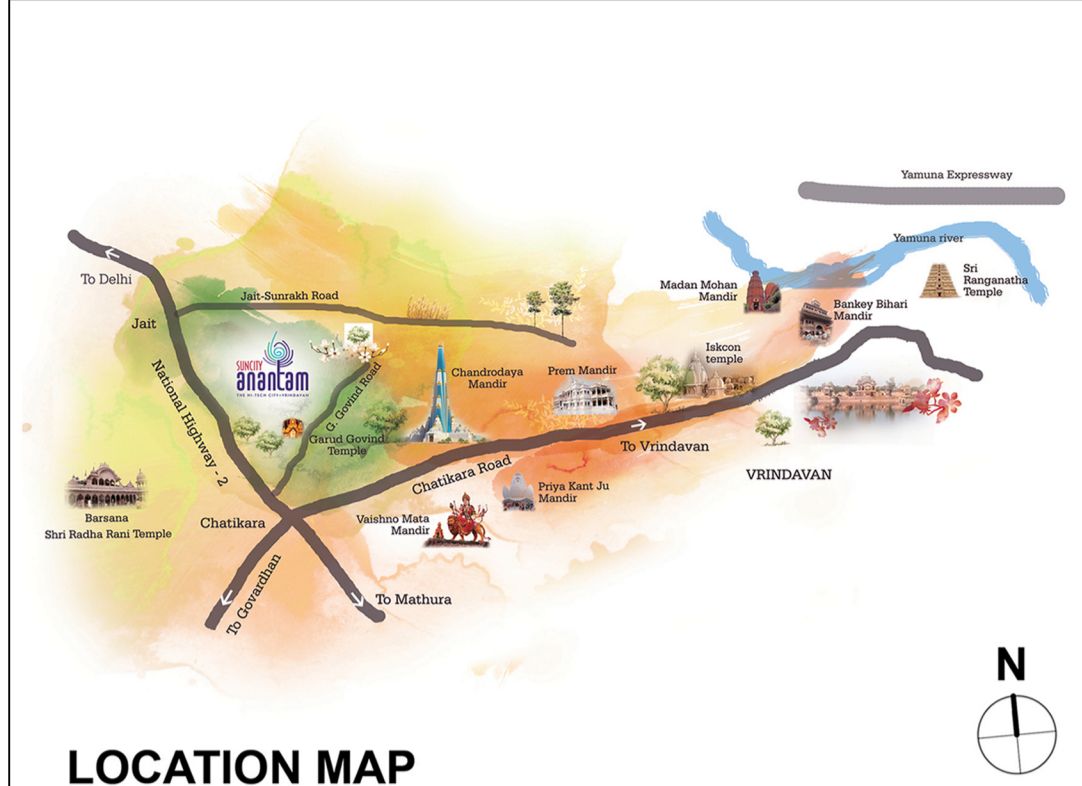 Yamuna Expressway
Yamuna river
To Delhi
Madan Mohan
Mandir
Sri
Ranganatha
Temple
Bankey Bihari
Mandir
Jait-Sunrakh Road
Jait
SUNCITY
anantam
THE HI-TECH CITY-VRINDAVAN
National Highway - 2
G. Govind Road
Garud Govind
Temple
Chandrodaya
Mandir
Prem Mandir
Iskcon
temple
To Vrindavan
VRINDAVAN
Chatikara Road
Priya Kant Ju
Mandir
Vaishno Mata
Mandir
Chatikara
Barsana
Shri Radha Rani Temple
To Govardhan
To Mathura
N
LOCATION MAP